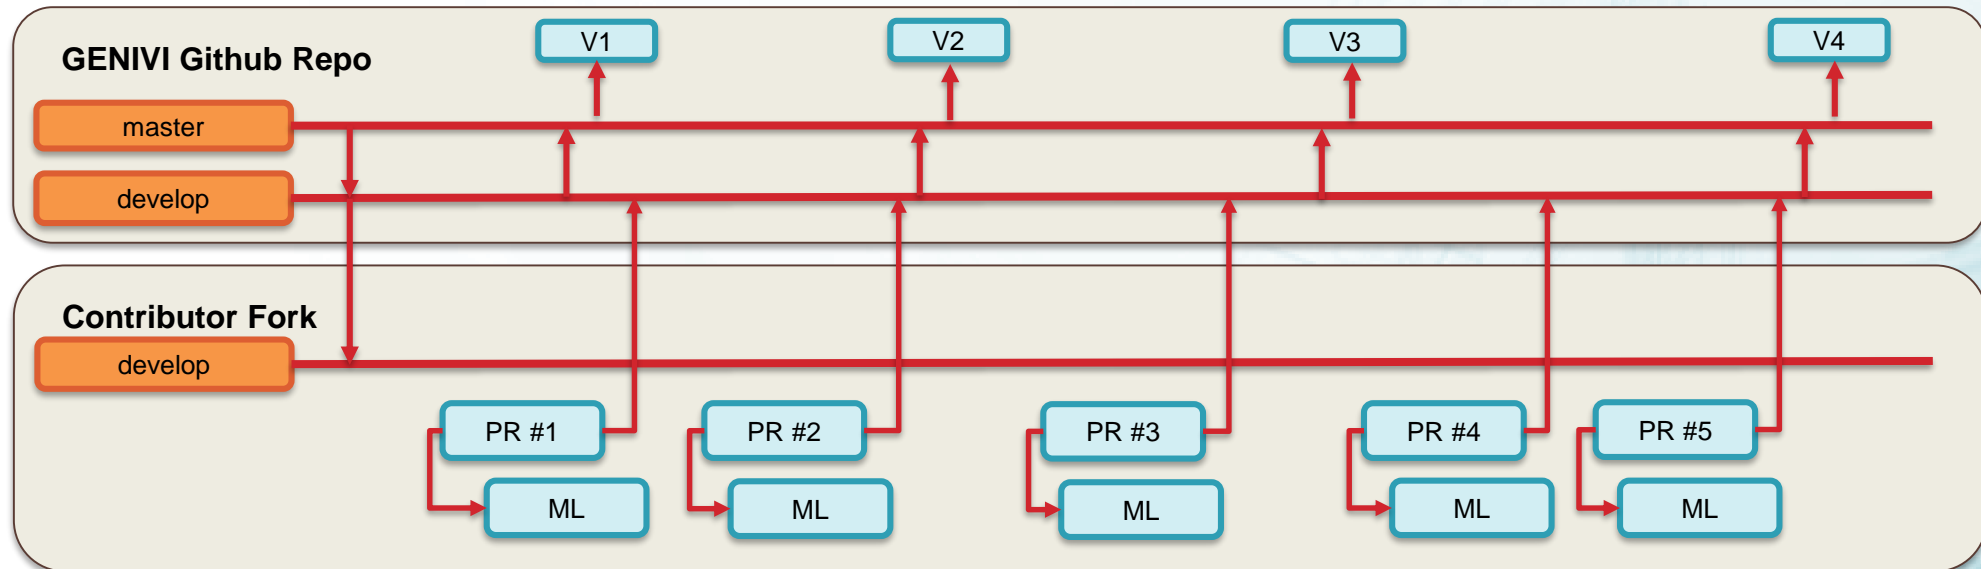 GENIVI Github Repo
V1
V2
V3
V4
master
develop
Contributor Fork
develop
PR #1
PR #2
PR #3
PR #4
PR #5
ML
ML
ML
ML
ML